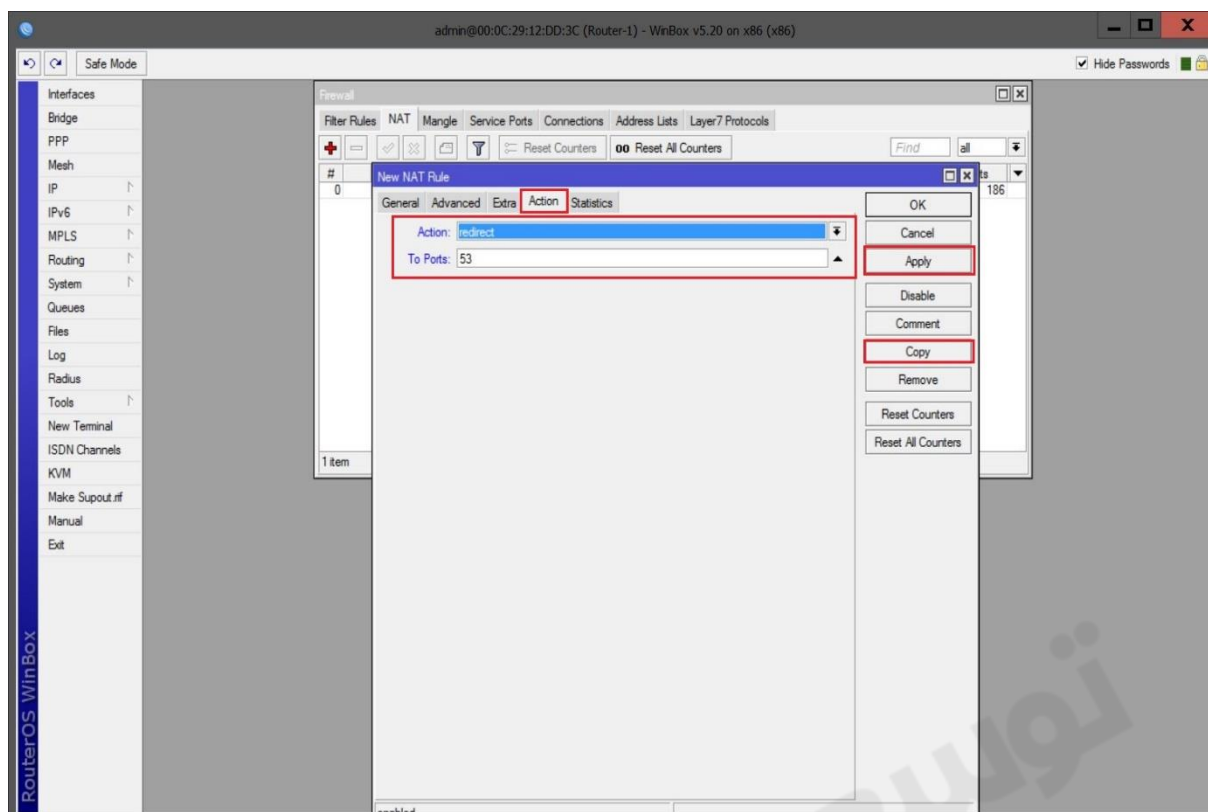 admin@00:0C:29:12:DD:3C (Router-1) - WinBox v5.20 on x86 (x86)
Safe Mode
Hide Passwords
Interfaces
Bridge
PPP
Mesh
IP
IPv6
MPLS
Routing
System
Queues
Files
Log
Radius
Tools
New Terminal
ISDN Channels
KVM
Make Supout.rif
Manual
Exit
RouterOS WinBox
Firewall
Filter Rules NAT Mangle Service Ports Connections Address Lists Layer7 Protocols
Reset Counters 00 Reset All Counters Find all
#
0 186
1 item
New NAT Rule
General Advanced Extra Action Statistics
Action: redirect
To Ports: 53
OK
Cancel
Apply
Disable
Comment
Copy
Remove
Reset Counters
Reset All Counters
enabled